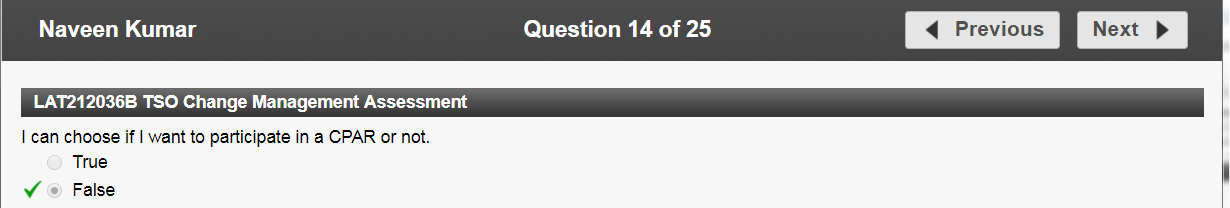 Naveen Kumar
Question 14 of 25
Previous
Next
LAT212036B TSO Change Management Assessment
I can choose if I want to participate in a CPAR or not.
True
False